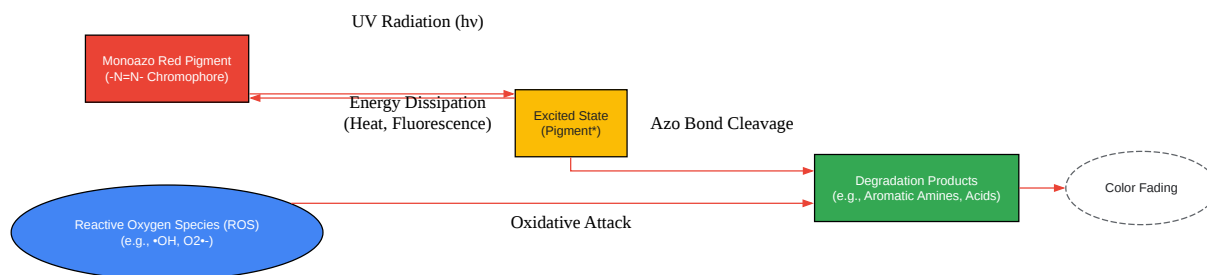 UV Radiation (hν)
Monoazo Red Pigment
(-N=N- Chromophore)
Energy Dissipation
(Heat, Fluorescence)
Excited State
(Pigment*)
Azo Bond Cleavage
Degradation Products
(e.g., Aromatic Amines, Acids)
Color Fading
Reactive Oxygen Species (ROS)
(e.g., •OH, O2•-)
Oxidative Attack